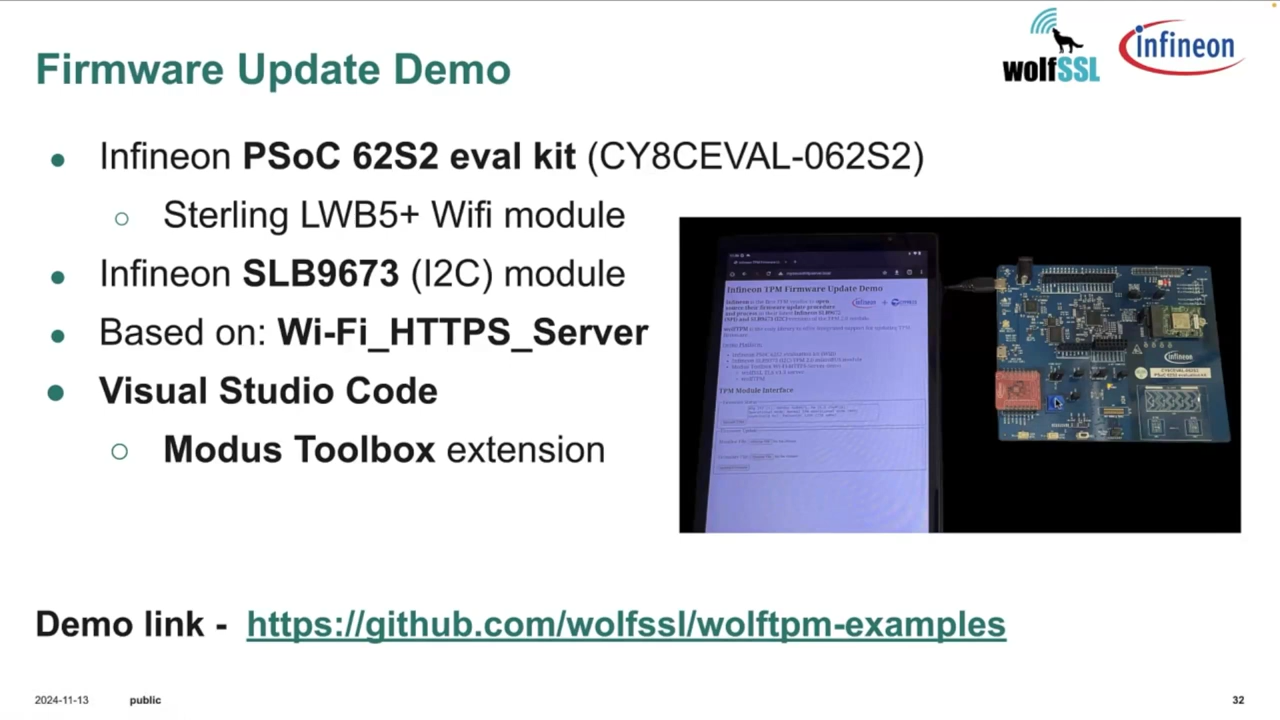 wolfSSL
infineon
Firmware Update Demo
● Infineon PSoC 62S2 eval kit (CY8CEVAL-062S2)
○ Sterling LWB5+ Wifi module
● Infineon SLB9673 (I2C) module
● Based on: Wi-Fi_HTTPS_Server
● Visual Studio Code
○ Modus Toolbox extension
Infineon TPM Firmware Update Demo
TPM Module Interface
infineon
Demo link - https://github.com/wolfssl/wolftpm-examples
2024-11-13 public 32